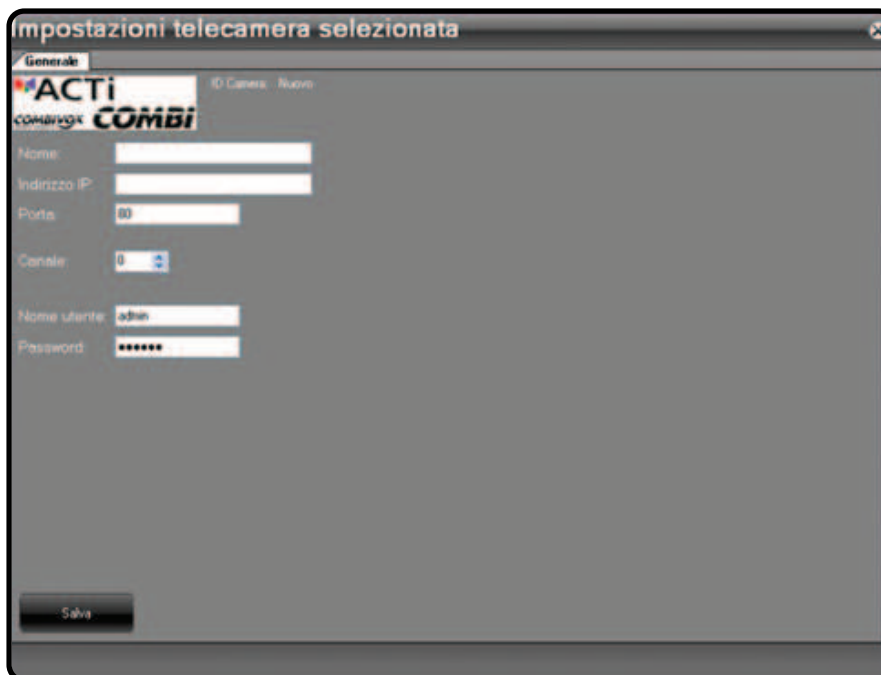 Impostazioni telecamera selezionata
Generale
ACTi
COMBIVOX COMBI
ID Camera: Nuovo
Nome:
Indirizzo IP:
Porta: 80
Canale: 0
Nome utente: admin
Password: ••••••
Salva